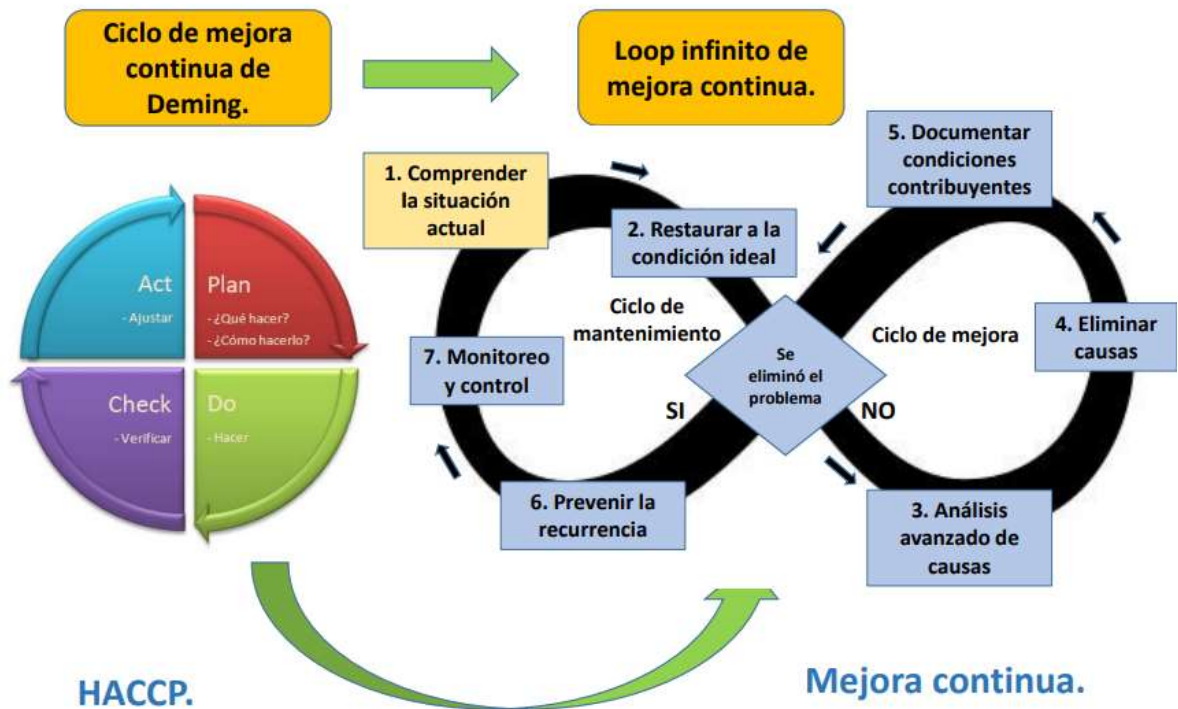 Ciclo de mejora
continua de
Deming.
Loop infinito de
mejora continua.
Act
- Ajustar
Plan
- ¿Qué hacer?
- ¿Cómo hacerlo?
Check
- Verificar
Do
- Hacer
1. Comprender
la situación
actual
2. Restaurar a la
condición ideal
Ciclo de
mantenimiento
7. Monitoreo
y control
6. Prevenir la
recurrencia
SI
Se
eliminó el
problema
NO
5. Documentar
condiciones
contribuyentes
Ciclo de mejora
4. Eliminar
causas
3. Análisis
avanzado de
causas
HACCP.
Mejora continua.